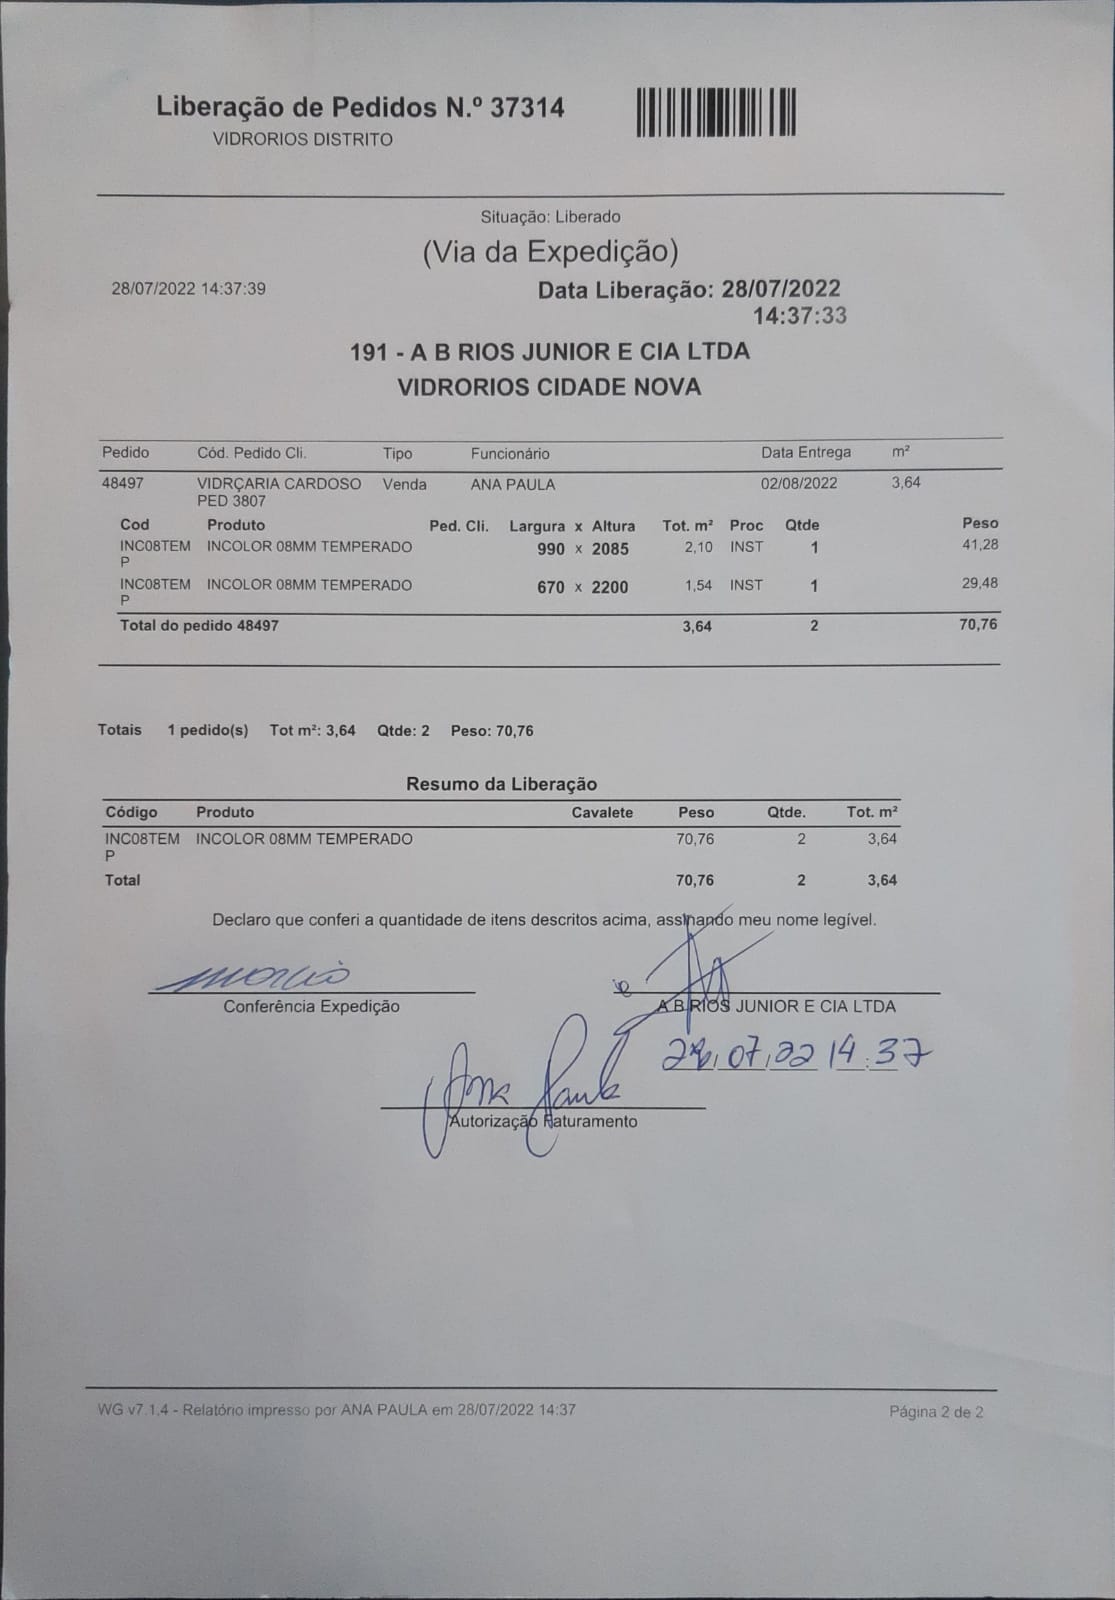 Liberação de Pedidos N.º 37314
VIDRORIOS DISTRITO
Situação: Liberado
(Via da Expedição)
28/07/2022 14:37:39 Data Liberação: 28/07/2022
14:37:33
191 - A B RIOS JUNIOR E CIA LTDA
VIDRORIOS CIDADE NOVA
Pedido Cód. Pedido Cli. Tipo Funcionário Data Entrega m²
48497 VIDRÇARIA CARDOSO Venda ANA PAULA 02/08/2022 3,64
PED 3807
Cod Produto Ped. Cli. Largura x Altura Tot. m² Proc Qtde Peso
INC08TEM INCOLOR 08MM TEMPERADO 990 x 2085 2,10 INST 1 41,28
P
INC08TEM INCOLOR 08MM TEMPERADO 670 x 2200 1,54 INST 1 29,48
P
Total do pedido 48497 3,64 2 70,76
Totais 1 pedido(s) Tot m²: 3,64 Qtde: 2 Peso: 70,76
Resumo da Liberação
Código Produto Cavalete Peso Qtde. Tot. m²
INC08TEM INCOLOR 08MM TEMPERADO 70,76 2 3,64
P
Total 70,76 2 3,64
Declaro que conferi a quantidade de itens descritos acima, assinando meu nome legível.
marcio
Conferência Expedição A B RIOS JUNIOR E CIA LTDA
28/07/22 14:37
Ana Paula
Autorização Faturamento
WG v7.1.4 - Relatório impresso por ANA PAULA em 28/07/2022 14:37 Página 2 de 2